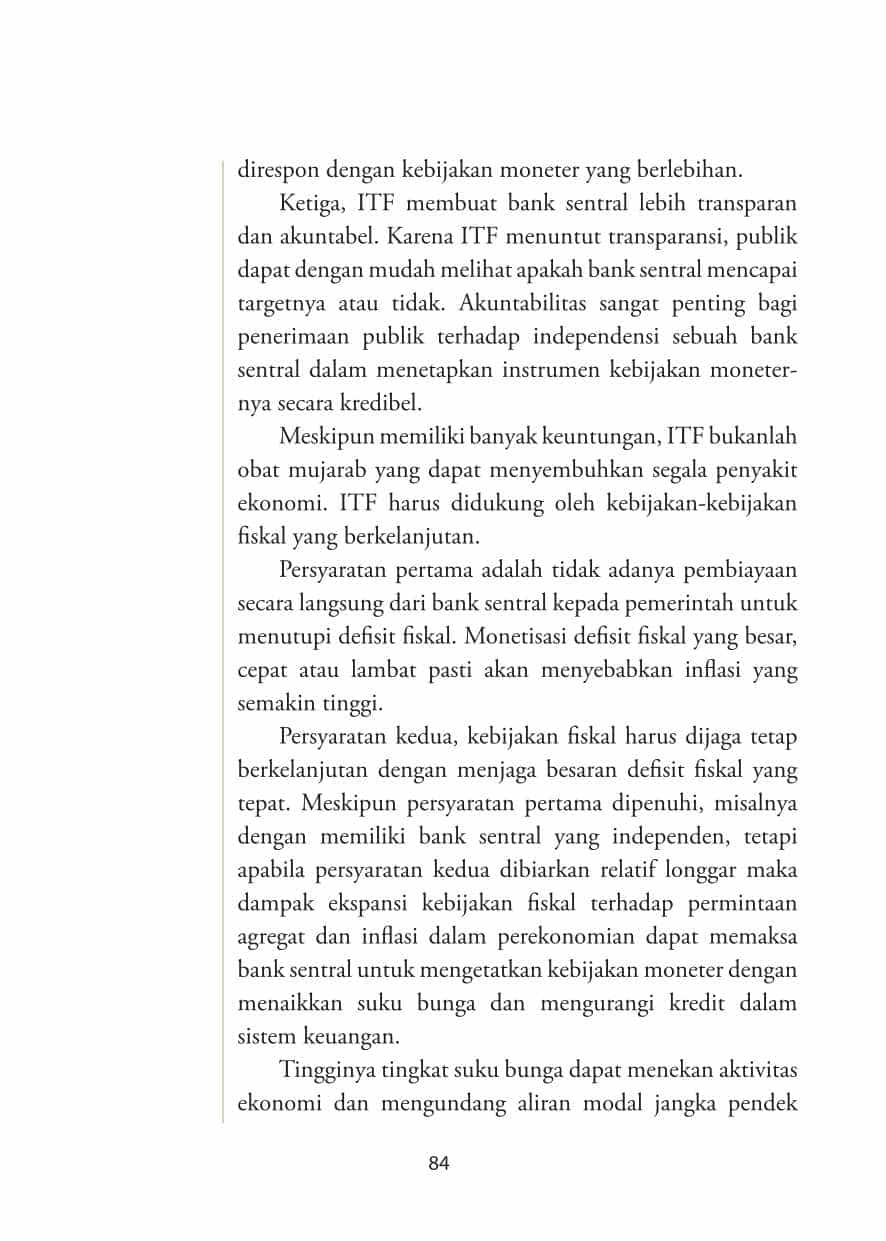 direspon dengan kebijakan moneter yang berlebihan.
Ketiga, ITF membuat bank sentral lebih transparan
dan akuntabel. Karena ITF menuntut transparansi, publik
dapat dengan mudah melihat apakah bank sentral mencapai
targetnya atau tidak. Akuntabilitas sangat penting bagi
penerimaan publik terhadap independensi sebuah bank
sentral dalam menetapkan instrumen kebijakan moneter-
nya secara kredibel.
Meskipun memiliki banyak keuntungan, ITF bukanlah
obat mujarab yang dapat menyembuhkan segala penyakit
ekonomi. ITF harus didukung oleh kebijakan-kebijakan
fiskal yang berkelanjutan.
Persyaratan pertama adalah tidak adanya pembiayaan
secara langsung dari bank sentral kepada pemerintah untuk
menutupi defisit fiskal. Monetisasi defisit fiskal yang besar,
cepat atau lambat pasti akan menyebabkan inflasi yang
semakin tinggi.
Persyaratan kedua, kebijakan fiskal harus dijaga tetap
berkelanjutan dengan menjaga besaran defisit fiskal yang
tepat. Meskipun persyaratan pertama dipenuhi, misalnya
dengan memiliki bank sentral yang independen, tetapi
apabila persyaratan kedua dibiarkan relatif longgar maka
dampak ekspansi kebijakan fiskal terhadap permintaan
agregat dan inflasi dalam perekonomian dapat memaksa
bank sentral untuk mengetatkan kebijakan moneter dengan
menaikkan suku bunga dan mengurangi kredit dalam
sistem keuangan.
Tingginya tingkat suku bunga dapat menekan aktivitas
ekonomi dan mengundang aliran modal jangka pendek
84